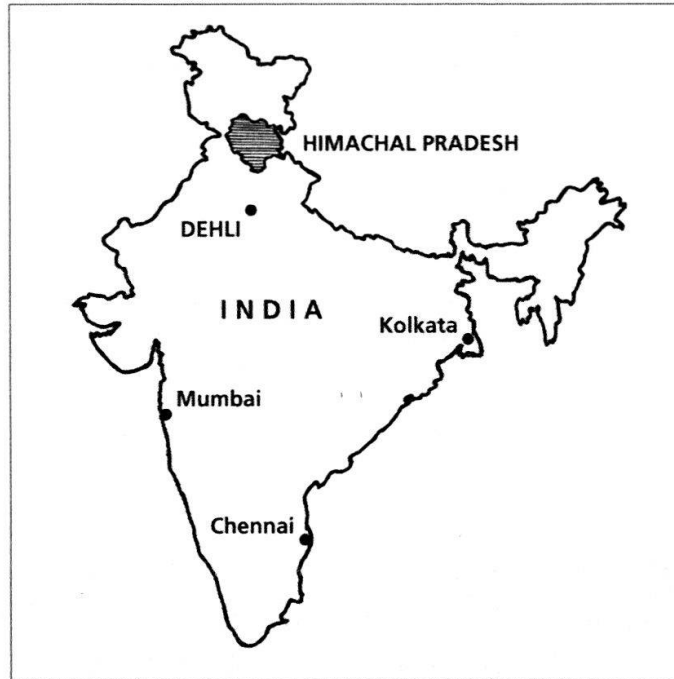 HIMACHAL PRADESH
DEHLI
INDIA
Kolkata
Mumbai
Chennai